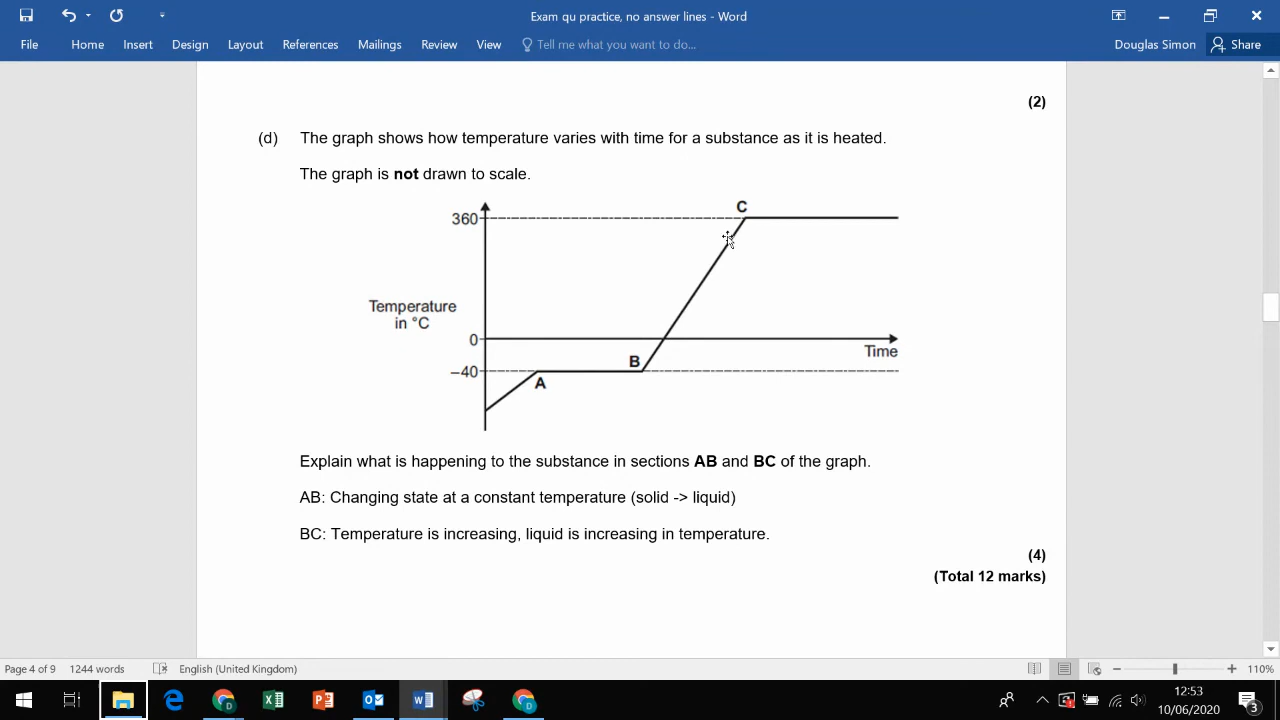 Exam qu practice, no answer lines - Word
File Home Insert Design Layout References Mailings Review View Tell me what you want to do... Douglas Simon Share
(2)
(d) The graph shows how temperature varies with time for a substance as it is heated.
The graph is not drawn to scale.
C
360
Temperature
in °C
0
Time
B
–40
A
Explain what is happening to the substance in sections AB and BC of the graph.
AB: Changing state at a constant temperature (solid -> liquid)
BC: Temperature is increasing, liquid is increasing in temperature.
(4)
(Total 12 marks)
Page 4 of 9 1244 words English (United Kingdom) 110%
12:53
10/06/2020